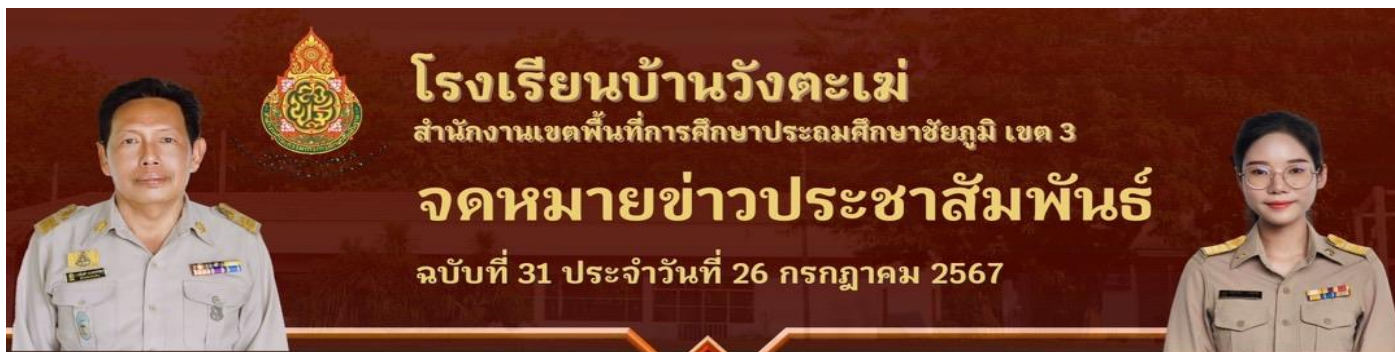 โรงเรียนบ้านวังตะเฆ่
สำนักงานเขตพื้นที่การศึกษาประถมศึกษาชัยภูมิ เขต 3
จดหมายข่าวประชาสัมพันธ์
ฉบับที่ 31 ประจำวันที่ 26 กรกฎาคม 2567